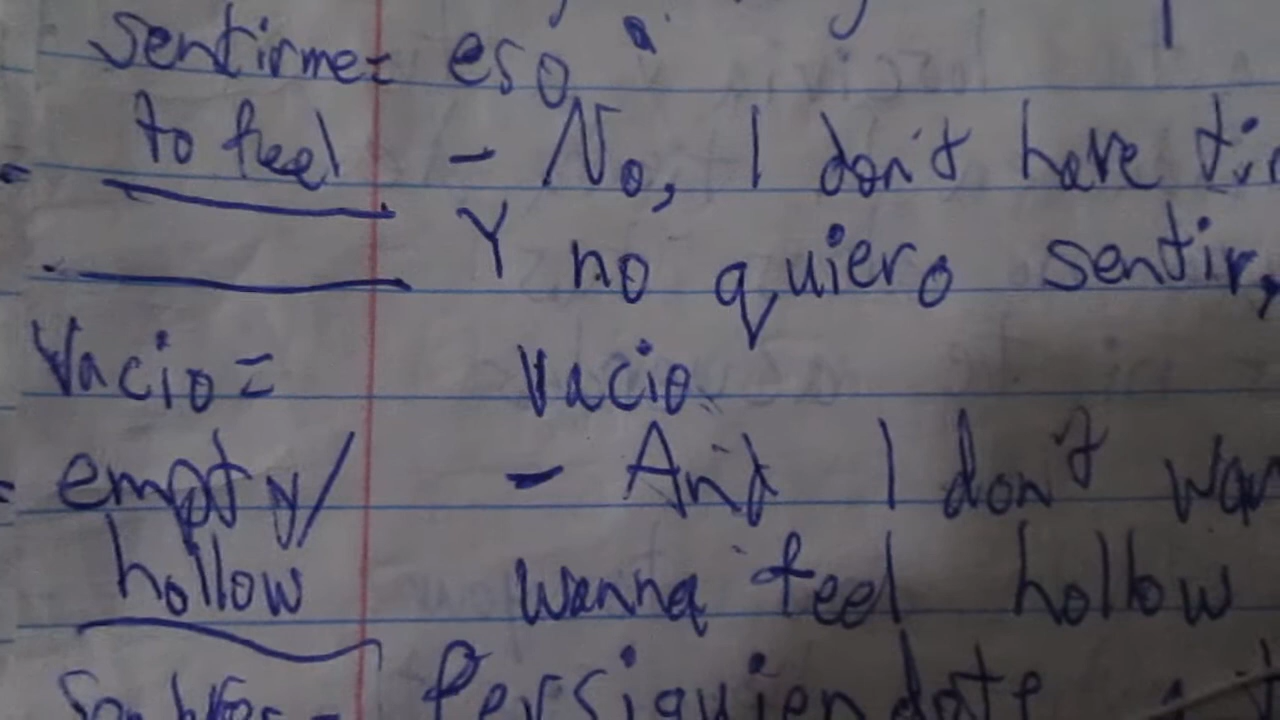 sentirme= eso
to feel - No, I don't have
Y no quiero sentir,
Vacio= Vacio
empty/ - And I don't
hollow wanna feel hollow
Persiguiendote